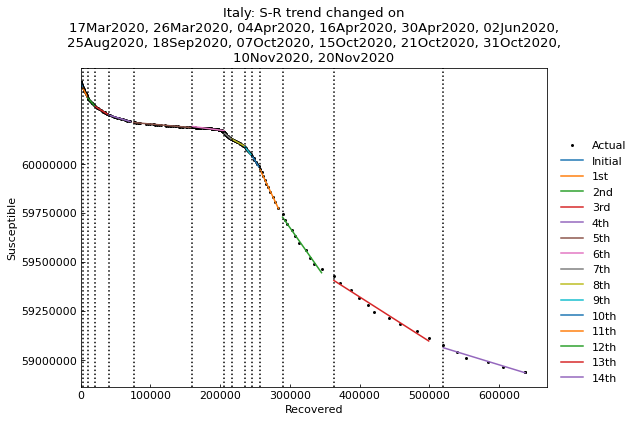 Italy: S-R trend changed on
17Mar2020, 26Mar2020, 04Apr2020, 16Apr2020, 30Apr2020, 02Jun2020,
25Aug2020, 18Sep2020, 07Oct2020, 15Oct2020, 21Oct2020, 31Oct2020,
10Nov2020, 20Nov2020
Susceptible
60000000
59750000
59500000
59250000
59000000
0
100000
200000
300000
400000
500000
600000
Recovered
Actual
Initial
1st
2nd
3rd
4th
5th
6th
7th
8th
9th
10th
11th
12th
13th
14th